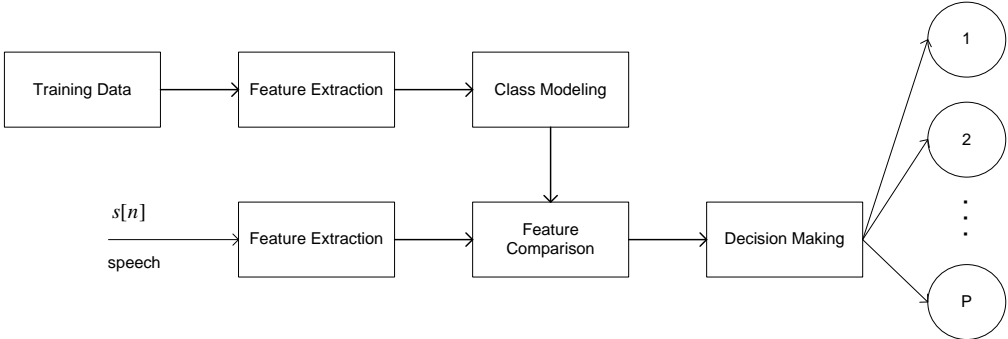 1
Training Data
Feature Extraction
Class Modeling
2
s[n]
speech
Feature Extraction
Feature
Comparison
Decision Making
P